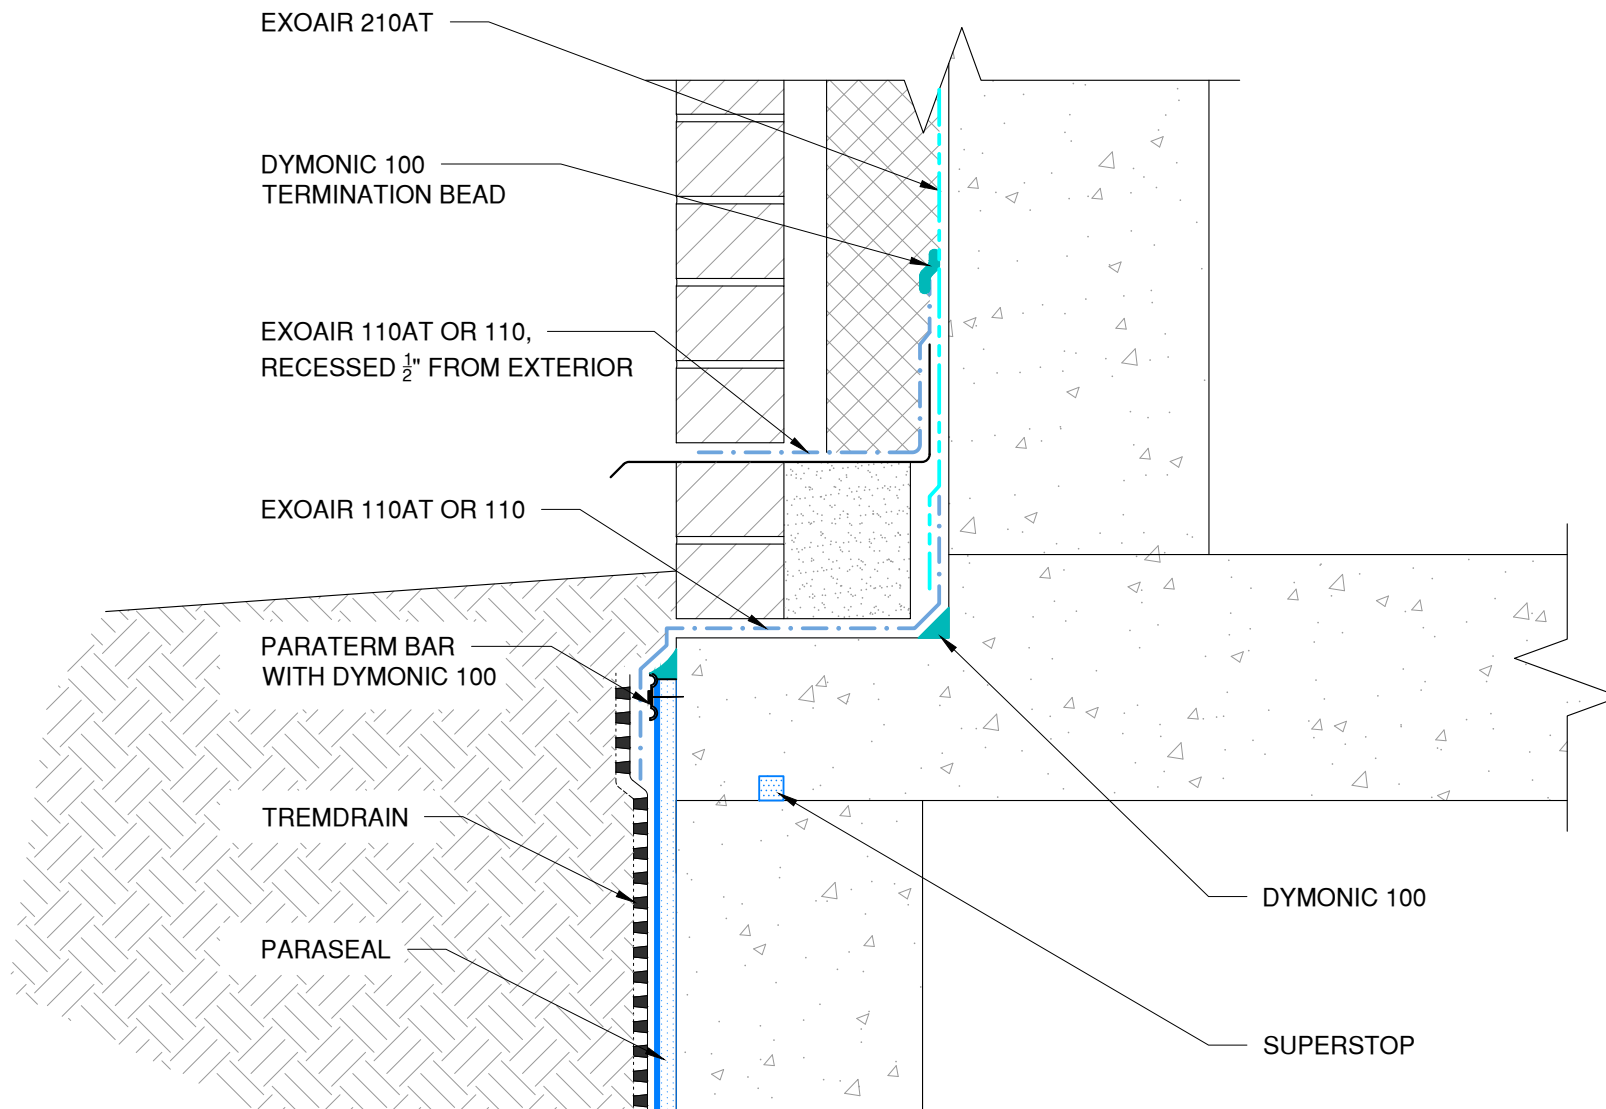 EXOAIR 210AT
DYMONIC 100
TERMINATION BEAD
EXOAIR 110AT OR 110,
RECESSED 1/2" FROM EXTERIOR
EXOAIR 110AT OR 110
PARATERM BAR
WITH DYMONIC 100
TREMDRAIN
PARASEAL
DYMONIC 100
SUPERSTOP